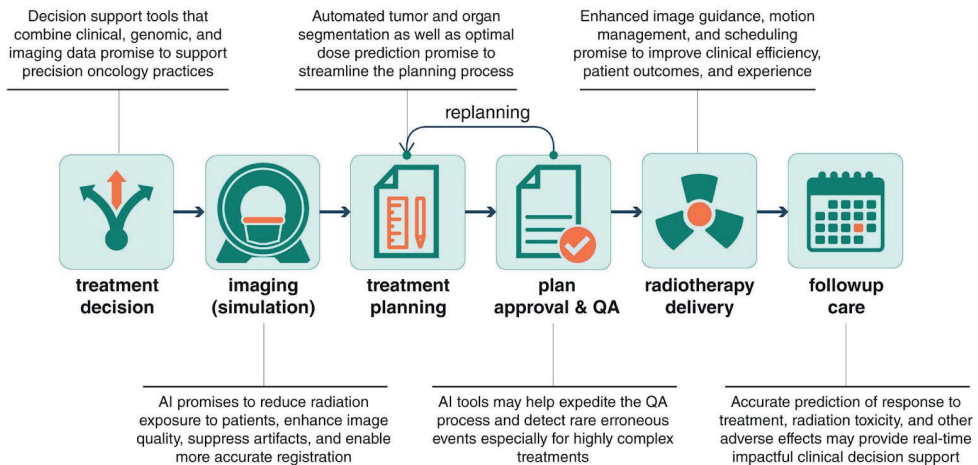 Decision support tools that
combine clinical, genomic, and
imaging data promise to support
precision oncology practices
Automated tumor and organ
segmentation as well as optimal
dose prediction promise to
streamline the planning process
Enhanced image guidance, motion
management, and scheduling
promise to improve clinical efficiency,
patient outcomes, and experience
replanning
treatment
decision
imaging
(simulation)
treatment
planning
plan
approval & QA
radiotherapy
delivery
followup
care
AI promises to reduce radiation
exposure to patients, enhance image
quality, suppress artifacts, and enable
more accurate registration
AI tools may help expedite the QA
process and detect rare erroneous
events especially for highly complex
treatments
Accurate prediction of response to
treatment, radiation toxicity, and other
adverse effects may provide real-time
impactful clinical decision support